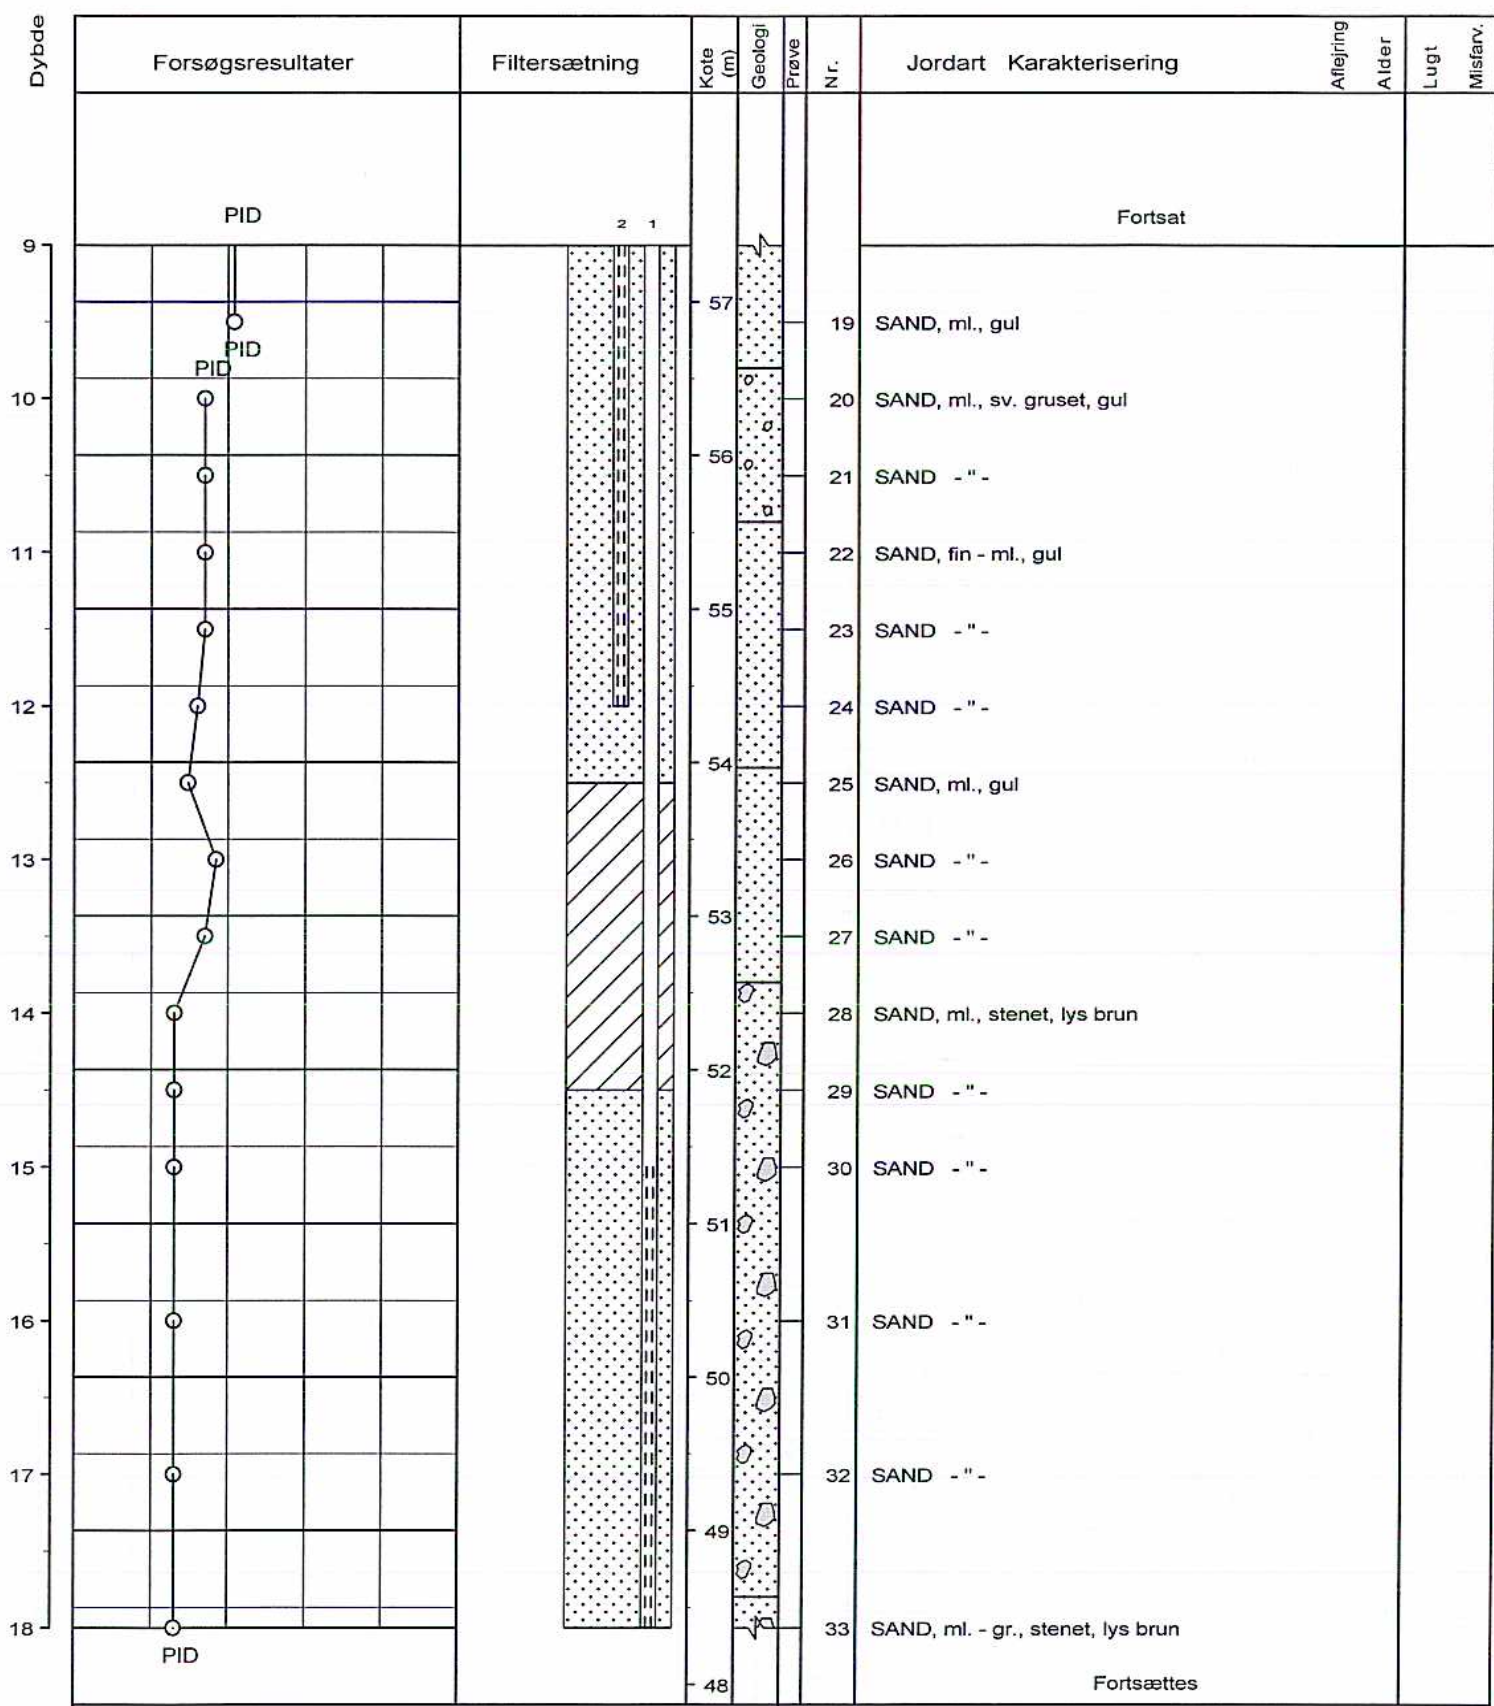 Dybde Forsøgsresultater Filtersætning Kote (m) Geologi Prøve Nr. Jordart Karakterisering Aflejring Alder Lugt Misfarv.
PID 2 1 Fortsat
9
57
19 SAND, ml., gul
PID
PID
10 20 SAND, ml., sv. gruset, gul
56
21 SAND - " -
11 22 SAND, fin - ml., gul
55
23 SAND - " -
12 24 SAND - " -
54
25 SAND, ml., gul
13 26 SAND - " -
53
27 SAND - " -
14 28 SAND, ml., stenet, lys brun
52
29 SAND - " -
15 30 SAND - " -
51
16 31 SAND - " -
50
17 32 SAND - " -
49
18 33 SAND, ml. - gr., stenet, lys brun
PID
48 Fortsættes